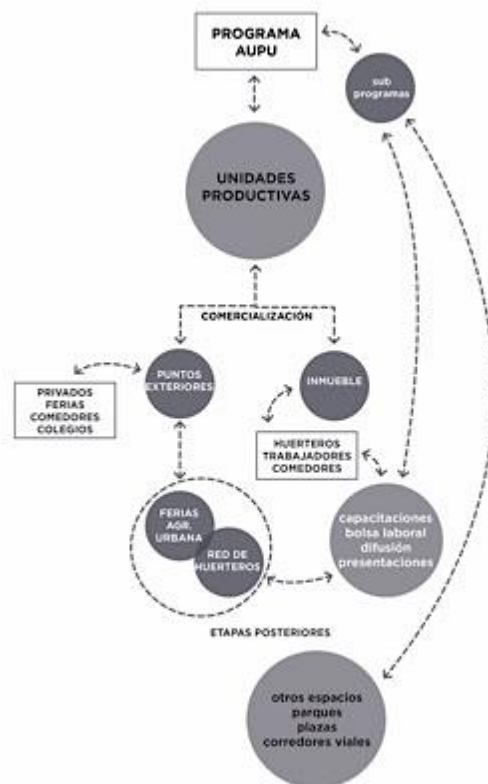 PROGRAMA
AUPU
sub
programas
UNIDADES
PRODUCTIVAS
COMERCIALIZACIÓN
PUNTOS
EXTERIORES
INMUEBLE
PRIVADOS
FERIAS
COMEDORES
COLEGIOS
HUERTEROS
TRABAJADORES
COMEDORES
FERIAS
AGR.
URBANA
RED DE
HUERTEROS
capacitaciones
bolsa laboral
difusión
presentaciones
ETAPAS POSTERIORES
otros espacios
parques
plazas
corredores viales